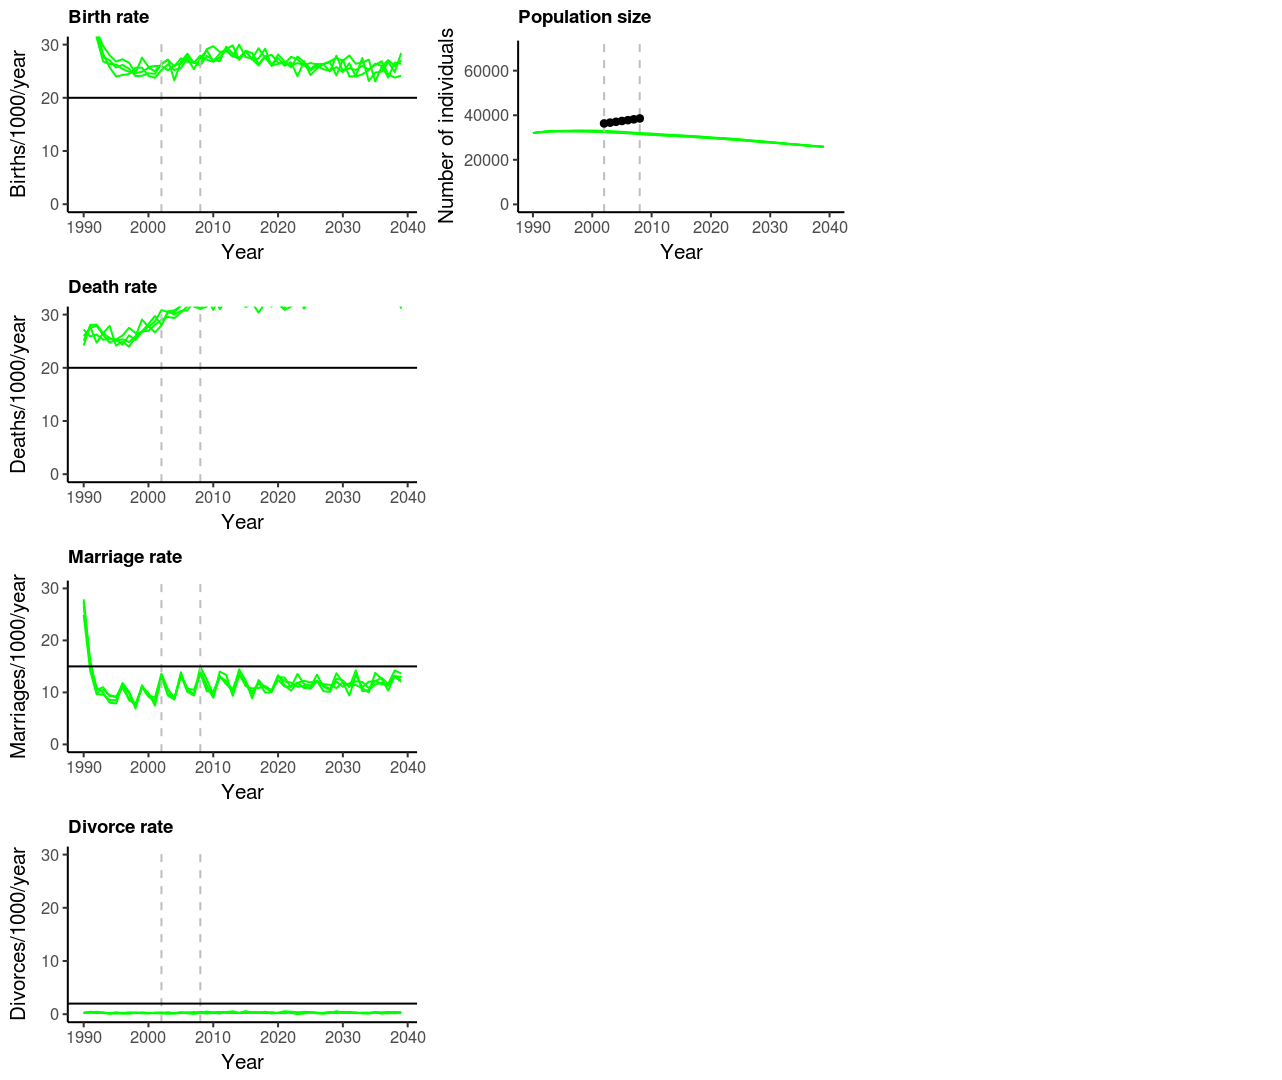 Birth rate
Births/1000/year
30
20
10
0
1990 2000 2010 2020 2030 2040
Year
Population size
Number of individuals
60000
40000
20000
0
1990 2000 2010 2020 2030 2040
Year
Death rate
Deaths/1000/year
30
20
10
0
1990 2000 2010 2020 2030 2040
Year
Marriage rate
Marriages/1000/year
30
20
10
0
1990 2000 2010 2020 2030 2040
Year
Divorce rate
Divorces/1000/year
30
20
10
0
1990 2000 2010 2020 2030 2040
Year